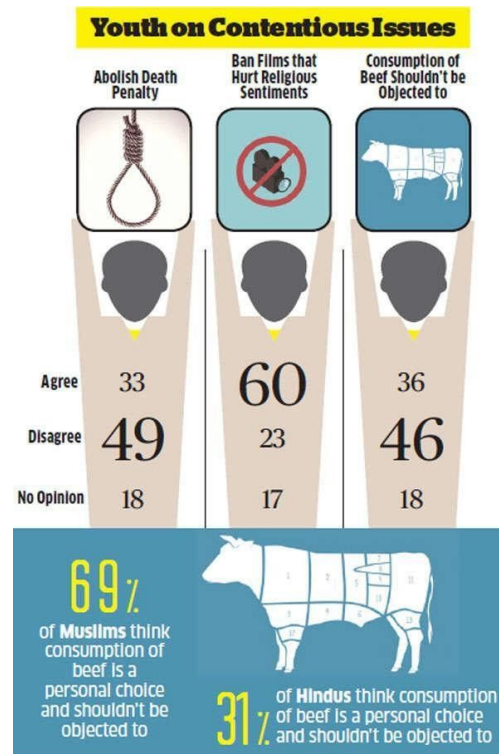 Youth on Contentious Issues
Abolish Death
Penalty
Ban Films that
Hurt Religious
Sentiments
Consumption of
Beef Shouldn't be
Objected to
Agree 33 60 36
Disagree 49 23 46
No Opinion 18 17 18
69%
of Muslims think
consumption of
beef is a
personal choice
and shouldn't be
objected to
31%
of Hindus think consumption
of beef is a personal choice
and shouldn't be objected to